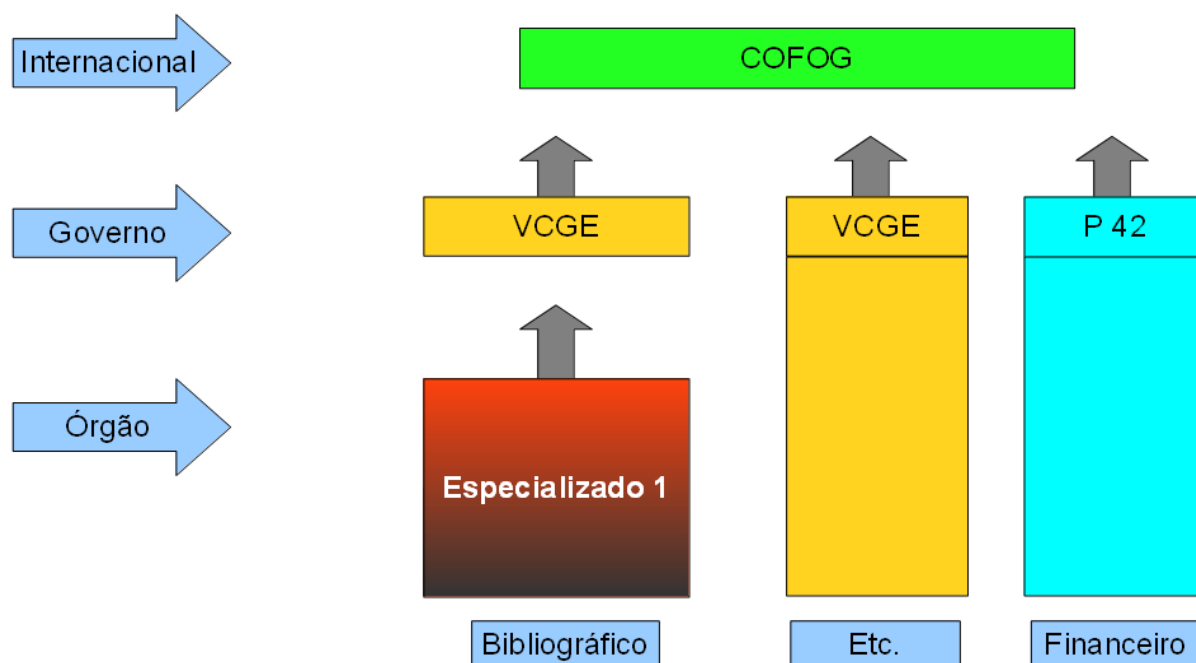 Internacional
COFOG
Governo
VCGE
VCGE
P 42
Órgão
Especializado 1
Bibliográfico
Etc.
Financeiro